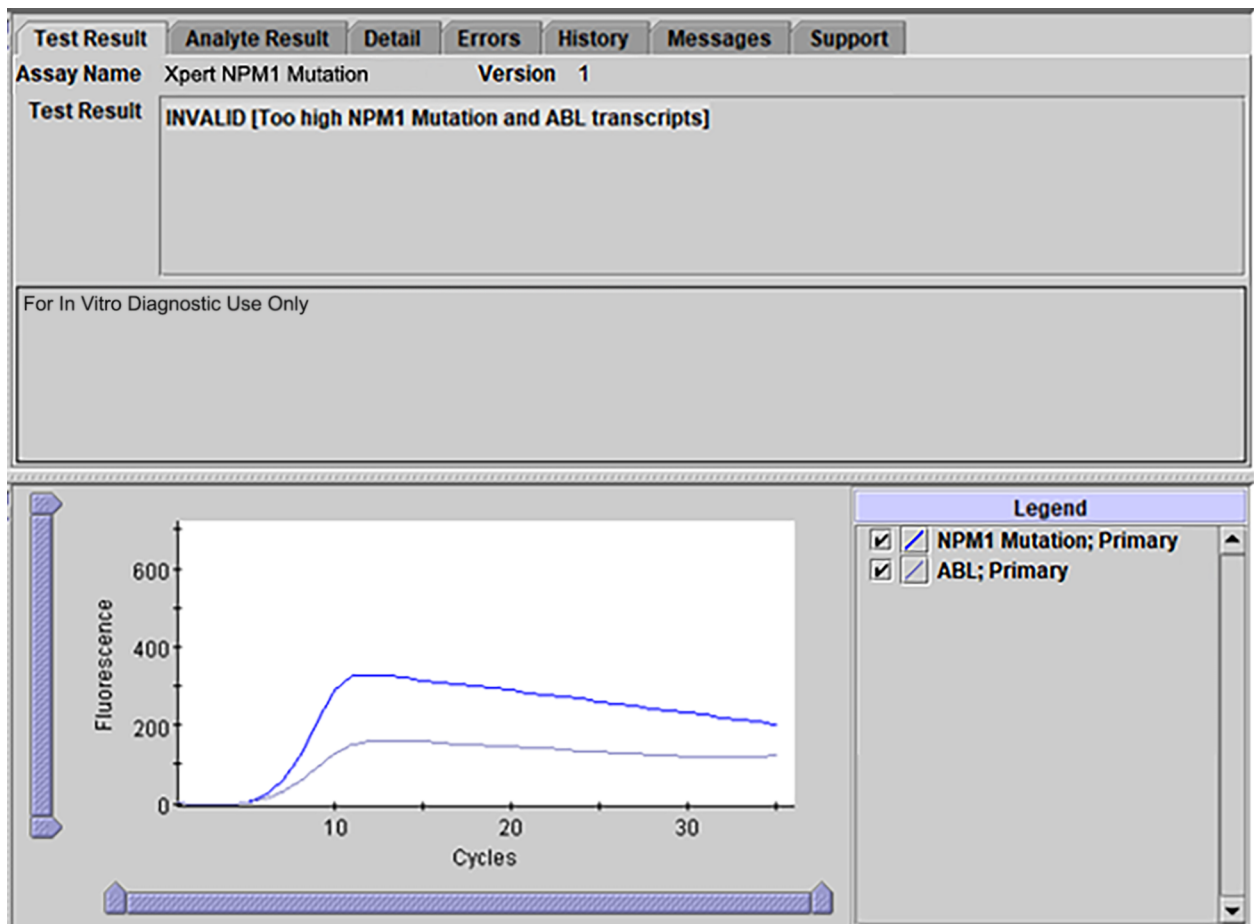 Test Result Analyte Result Detail Errors History Messages Support
Assay Name Xpert NPM1 Mutation Version 1
Test Result INVALID [Too high NPM1 Mutation and ABL transcripts]
For In Vitro Diagnostic Use Only
Legend
NPM1 Mutation; Primary
ABL; Primary
Fluorescence
600
400
200
0
10 20 30
Cycles